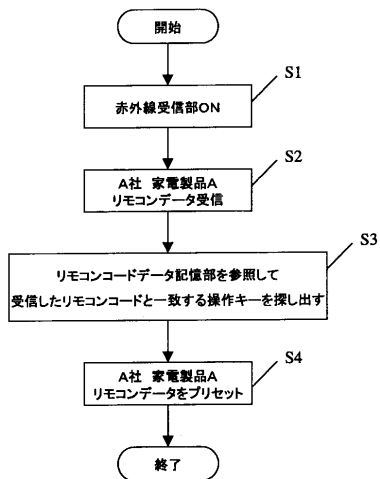 開始
S1
赤外線受信部ON
S2
A社 家電製品A
リモコンデータ受信
S3
リモコンコードデータ記憶部を参照して
受信したリモコンコードと一致する操作キーを探し出す
S4
A社 家電製品A
リモコンデータをプリセット
終了